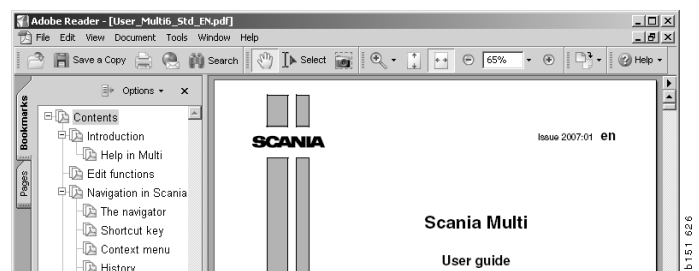 Adobe Reader - [User_Multi6_Std_EN.pdf]
File Edit View Document Tools Window Help
Save a Copy Search Select 65% Help
Options x
Bookmarks
Pages
Contents
Introduction
Help in Multi
Edit functions
Navigation in Scania
The navigator
Shortcut key
Context menu
History
SCANIA
Issue 2007:01 en
Scania Multi
User guide
b151 626